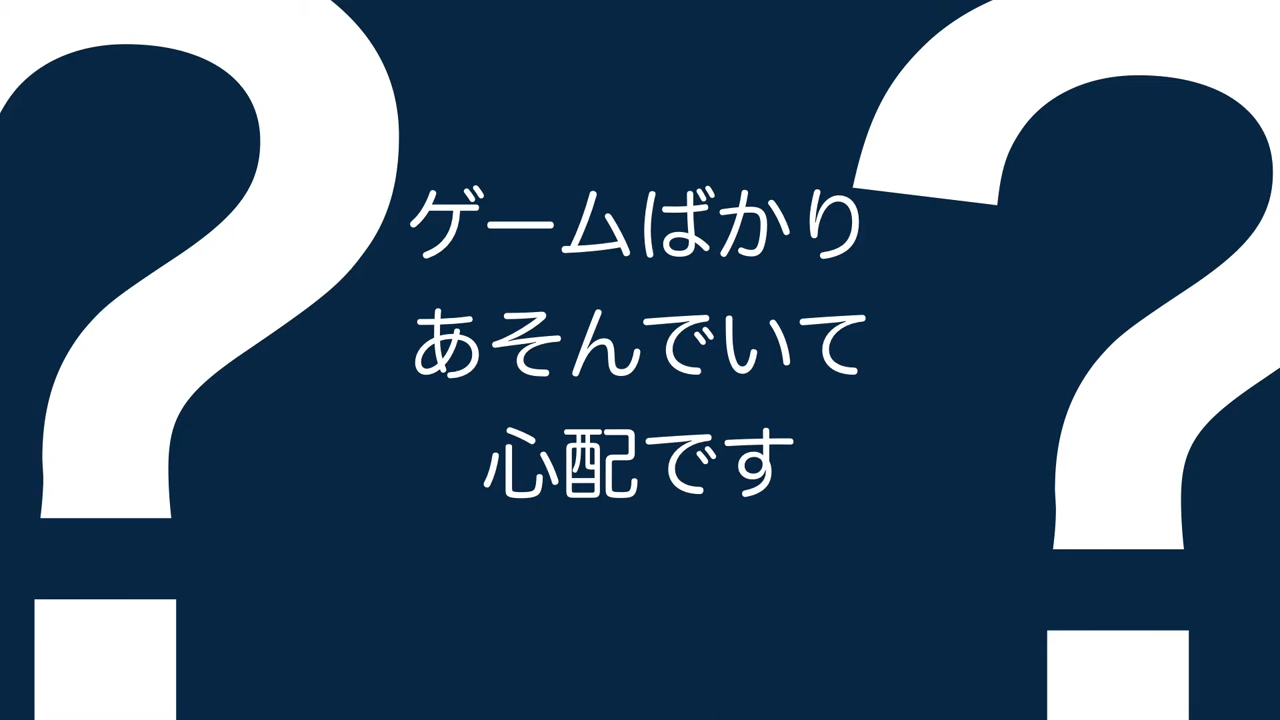 ゲームばかり
あそんでいて
心配です